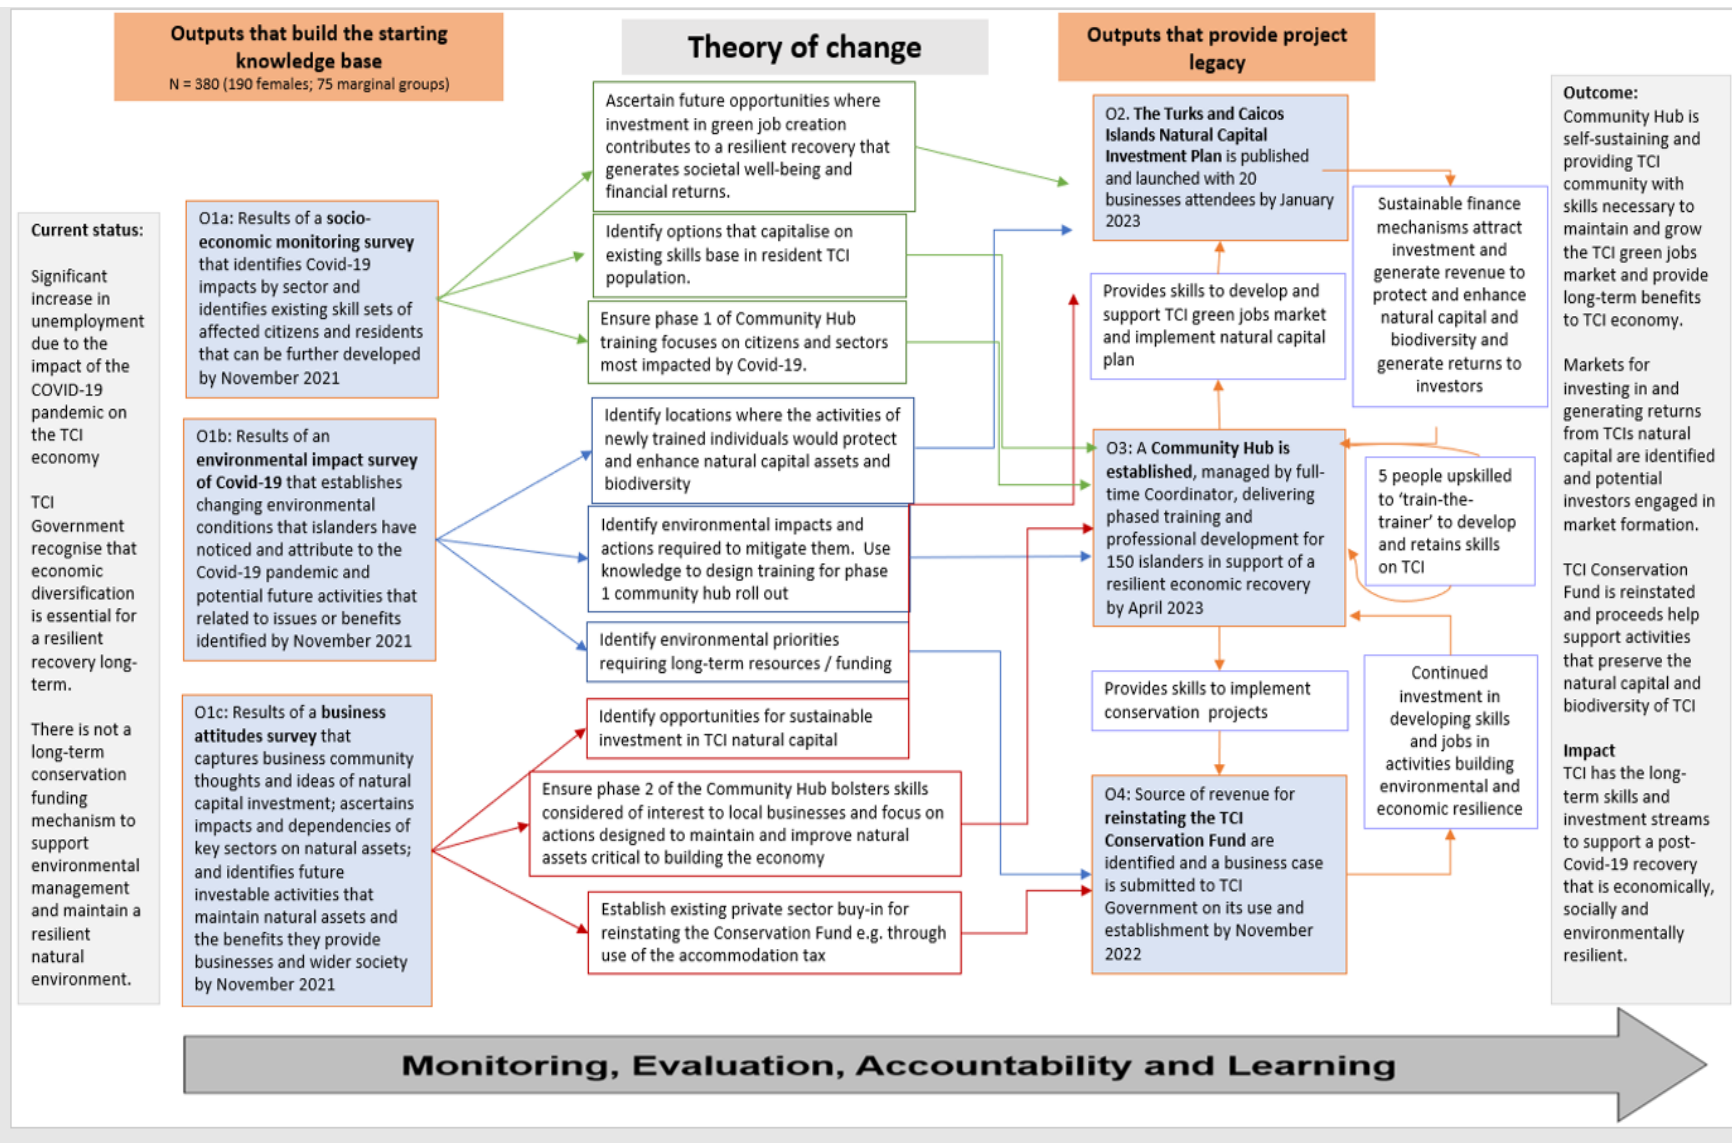 Outputs that build the starting
knowledge base
N = 380 (190 females; 75 marginal groups)
Theory of change
Outputs that provide project
legacy
Current status:
Significant
increase in
unemployment
due to the
impact of the
COVID-19
pandemic on
the TCI
economy
TCI
Government
recognise that
economic
diversification
is essential for
a resilient
recovery long-
term.
There is not a
long-term
conservation
funding
mechanism to
support
environmental
management
and maintain a
resilient
natural
environment.
O1a: Results of a socio-
economic monitoring survey
that identifies Covid-19
impacts by sector and
identifies existing skill sets of
affected citizens and residents
that can be further developed
by November 2021
O1b: Results of an
environmental impact survey
of Covid-19 that establishes
changing environmental
conditions that islanders have
noticed and attribute to the
Covid-19 pandemic and
potential future activities that
related to issues or benefits
identified by November 2021
O1c: Results of a business
attitudes survey that
captures business community
thoughts and ideas of natural
capital investment; ascertains
impacts and dependencies of
key sectors on natural assets;
and identifies future
investable activities that
maintain natural assets and
the benefits they provide
businesses and wider society
by November 2021
Ascertain future opportunities where
investment in green job creation
contributes to a resilient recovery that
generates societal well-being and
financial returns.
Identify options that capitalise on
existing skills base in resident TCI
population.
Ensure phase 1 of Community Hub
training focuses on citizens and sectors
most impacted by Covid-19.
Identify locations where the activities of
newly trained individuals would protect
and enhance natural capital assets and
biodiversity
Identify environmental impacts and
actions required to mitigate them. Use
knowledge to design training for phase
1 community hub roll out
Identify environmental priorities
requiring long-term resources / funding
Identify opportunities for sustainable
investment in TCI natural capital
Ensure phase 2 of the Community Hub bolsters skills
considered of interest to local businesses and focus on
actions designed to maintain and improve natural
assets critical to building the economy
Establish existing private sector buy-in for
reinstating the Conservation Fund e.g. through
use of the accommodation tax
O2. The Turks and Caicos
Islands Natural Capital
Investment Plan is published
and launched with 20
businesses attendees by January
2023
Provides skills to develop and
support TCI green jobs market
and implement natural capital
plan
O3: A Community Hub is
established, managed by full-
time Coordinator, delivering
phased training and
professional development for
150 islanders in support of a
resilient economic recovery
by April 2023
Provides skills to implement
conservation projects
O4: Source of revenue for
reinstating the TCI
Conservation Fund are
identified and a business case
is submitted to TCI
Government on its use and
establishment by November
2022
Sustainable finance
mechanisms attract
investment and
generate revenue to
protect and enhance
natural capital and
biodiversity and
generate returns to
investors
5 people upskilled
to ‘train-the-
trainer’ to develop
and retains skills
on TCI
Continued
investment in
developing skills
and jobs in
activities building
environmental and
economic resilience
Outcome:
Community Hub is
self-sustaining and
providing TCI
community with
skills necessary to
maintain and grow
the TCI green jobs
market and provide
long-term benefits
to TCI economy.
Markets for
investing in and
generating returns
from TCIs natural
capital are identified
and potential
investors engaged in
market formation.
TCI Conservation
Fund is reinstated
and proceeds help
support activities
that preserve the
natural capital and
biodiversity of TCI
Impact
TCI has the long-
term skills and
investment streams
to support a post-
Covid-19 recovery
that is economically,
socially and
environmentally
resilient.
Monitoring, Evaluation, Accountability and Learning